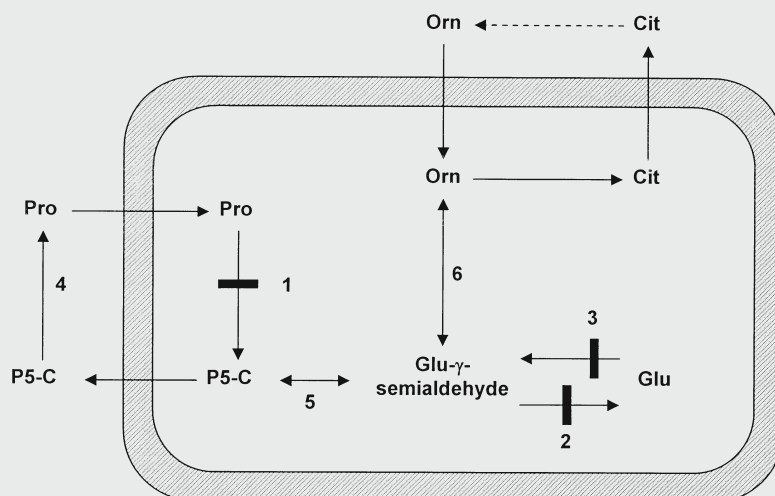 Orn
Cit
Orn
Cit
Pro
Pro
4
1
6
3
P5-C
P5-C
5
Glu-γ-
semialdehyde
Glu
2